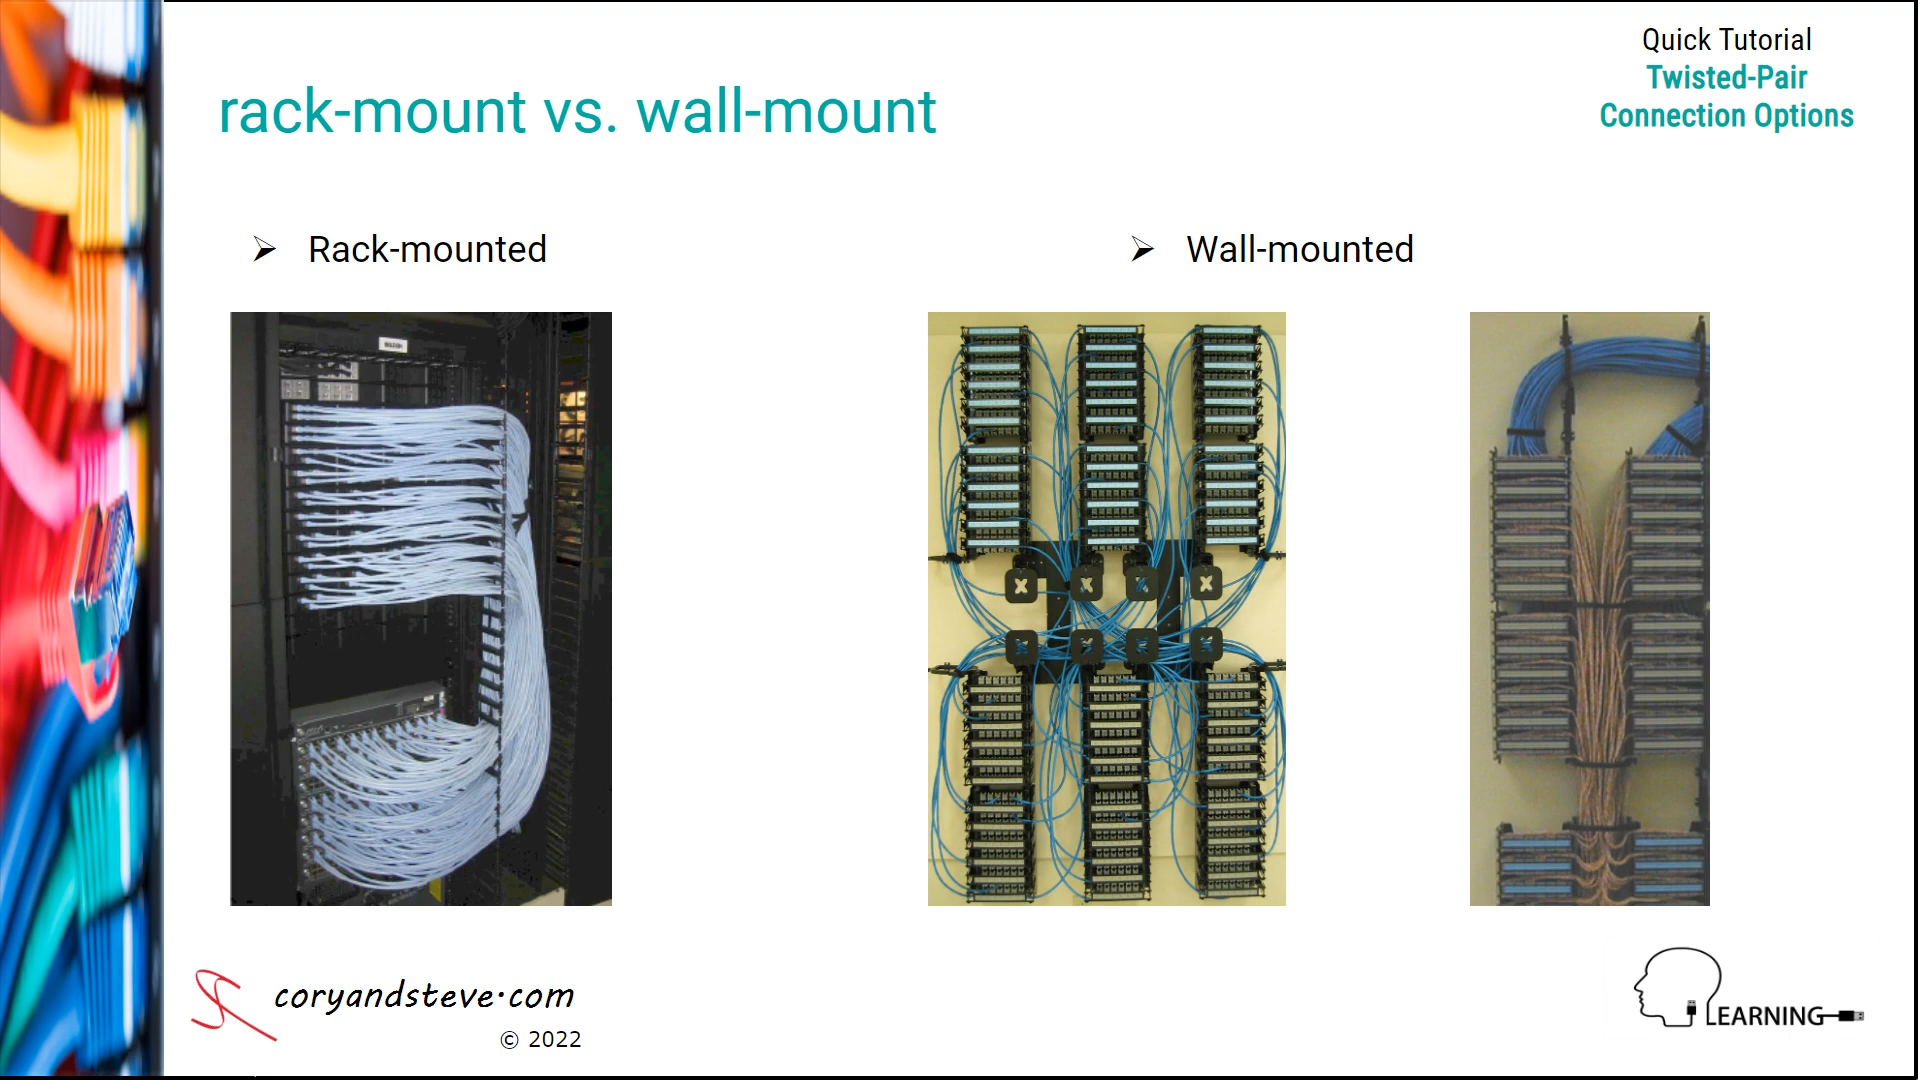 Quick Tutorial
Twisted-Pair
Connection Options
rack-mount vs. wall-mount
➢ Rack-mounted
➢ Wall-mounted
coryandsteve.com
© 2022
LEARNING